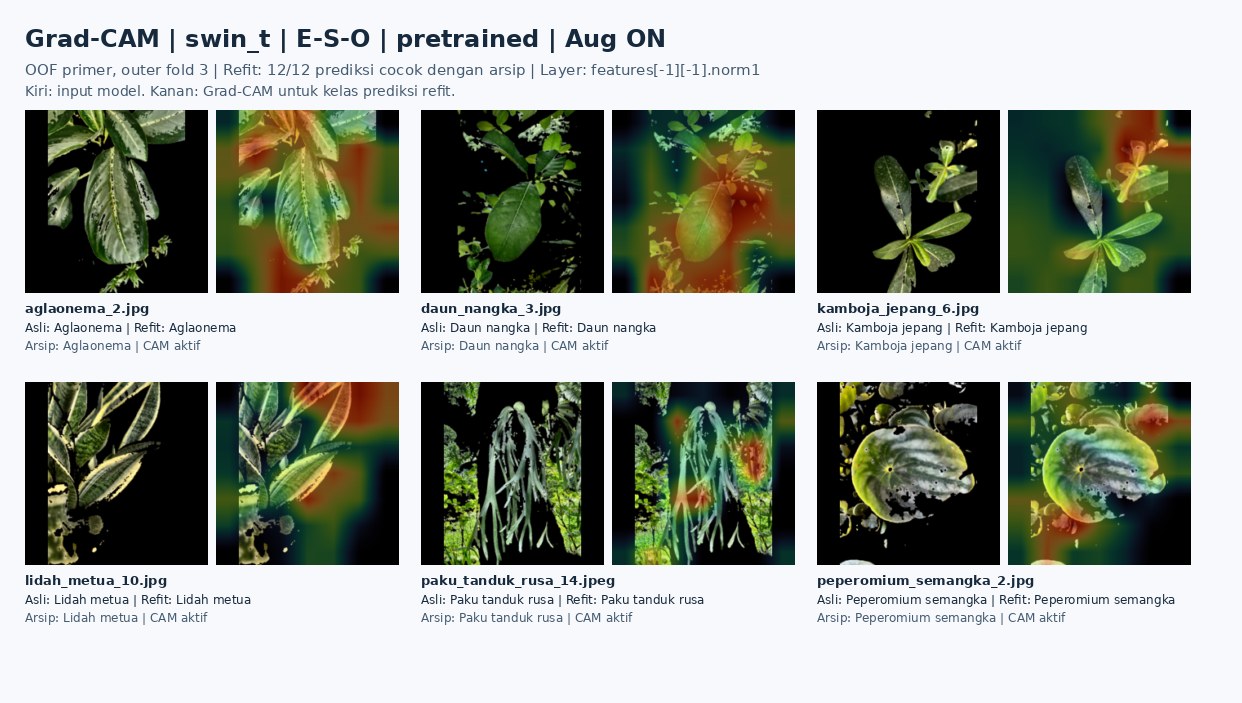 Grad-CAM | swin_t | E-S-O | pretrained | Aug ON
OOF primer, outer fold 3 | Refit: 12/12 prediksi cocok dengan arsip | Layer: features[-1][-1].norm1
Kiri: input model. Kanan: Grad-CAM untuk kelas prediksi refit.
aglaonema_2.jpg
Asli: Aglaonema | Refit: Aglaonema
Arsip: Aglaonema | CAM aktif
daun_nangka_3.jpg
Asli: Daun nangka | Refit: Daun nangka
Arsip: Daun nangka | CAM aktif
kamboja_jepang_6.jpg
Asli: Kamboja jepang | Refit: Kamboja jepang
Arsip: Kamboja jepang | CAM aktif
lidah_metua_10.jpg
Asli: Lidah metua | Refit: Lidah metua
Arsip: Lidah metua | CAM aktif
paku_tanduk_rusa_14.jpeg
Asli: Paku tanduk rusa | Refit: Paku tanduk rusa
Arsip: Paku tanduk rusa | CAM aktif
peperomium_semangka_2.jpg
Asli: Peperomium semangka | Refit: Peperomium semangka
Arsip: Peperomium semangka | CAM aktif